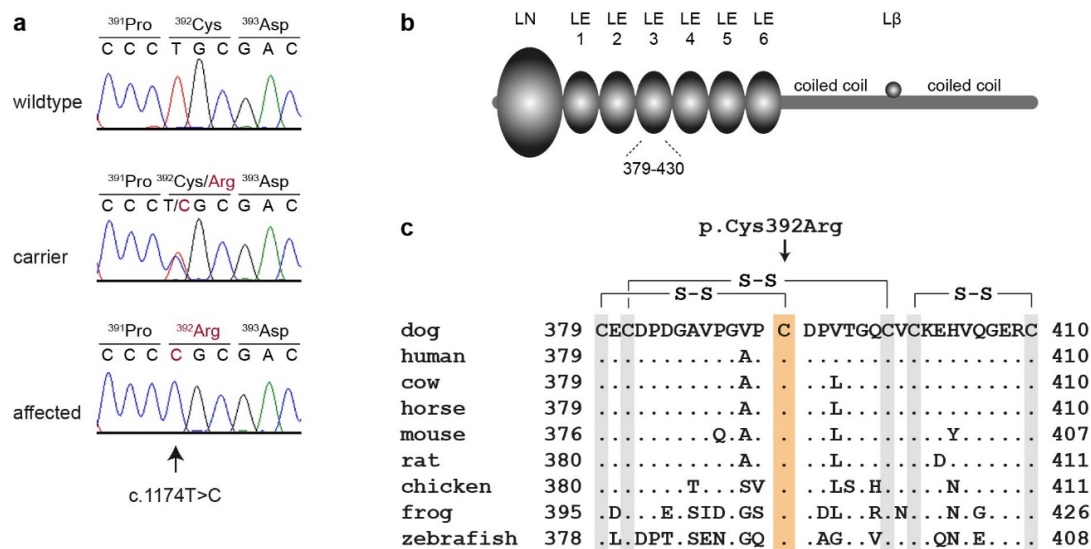 a
391Pro 392Cys 393Asp
C C C T G C G A C
wildtype
391Pro 392Cys/Arg 393Asp
C C C T/C G C G A C
carrier
391Pro 392Arg 393Asp
C C C C G C G A C
affected
c.1174T>C
b
LN LE 1 LE 2 LE 3 LE 4 LE 5 LE 6 Lβ
coiled coil coiled coil
379-430
c
p.Cys392Arg
S-S
S-S S-S
dog 379 CECDPDGAVPGVP C DPVTGQCVCKEHVQGERC 410
human 379 ...........A. . .................. 410
cow 379 ...........A. . ..L............... 410
horse 379 ...........A. . ..L............... 410
mouse 376 .........Q.A. . ..L........Y...... 407
rat 380 ...........A. . ..L.......D....... 411
chicken 380 .......T...SV . ..LS.H.....N...... 411
frog 395 .D...E.SID.GS . .DL..R.N...N.G.... 426
zebrafish 378 .L.DPT.SEN.GQ . .AG..V....QN.E.... 408